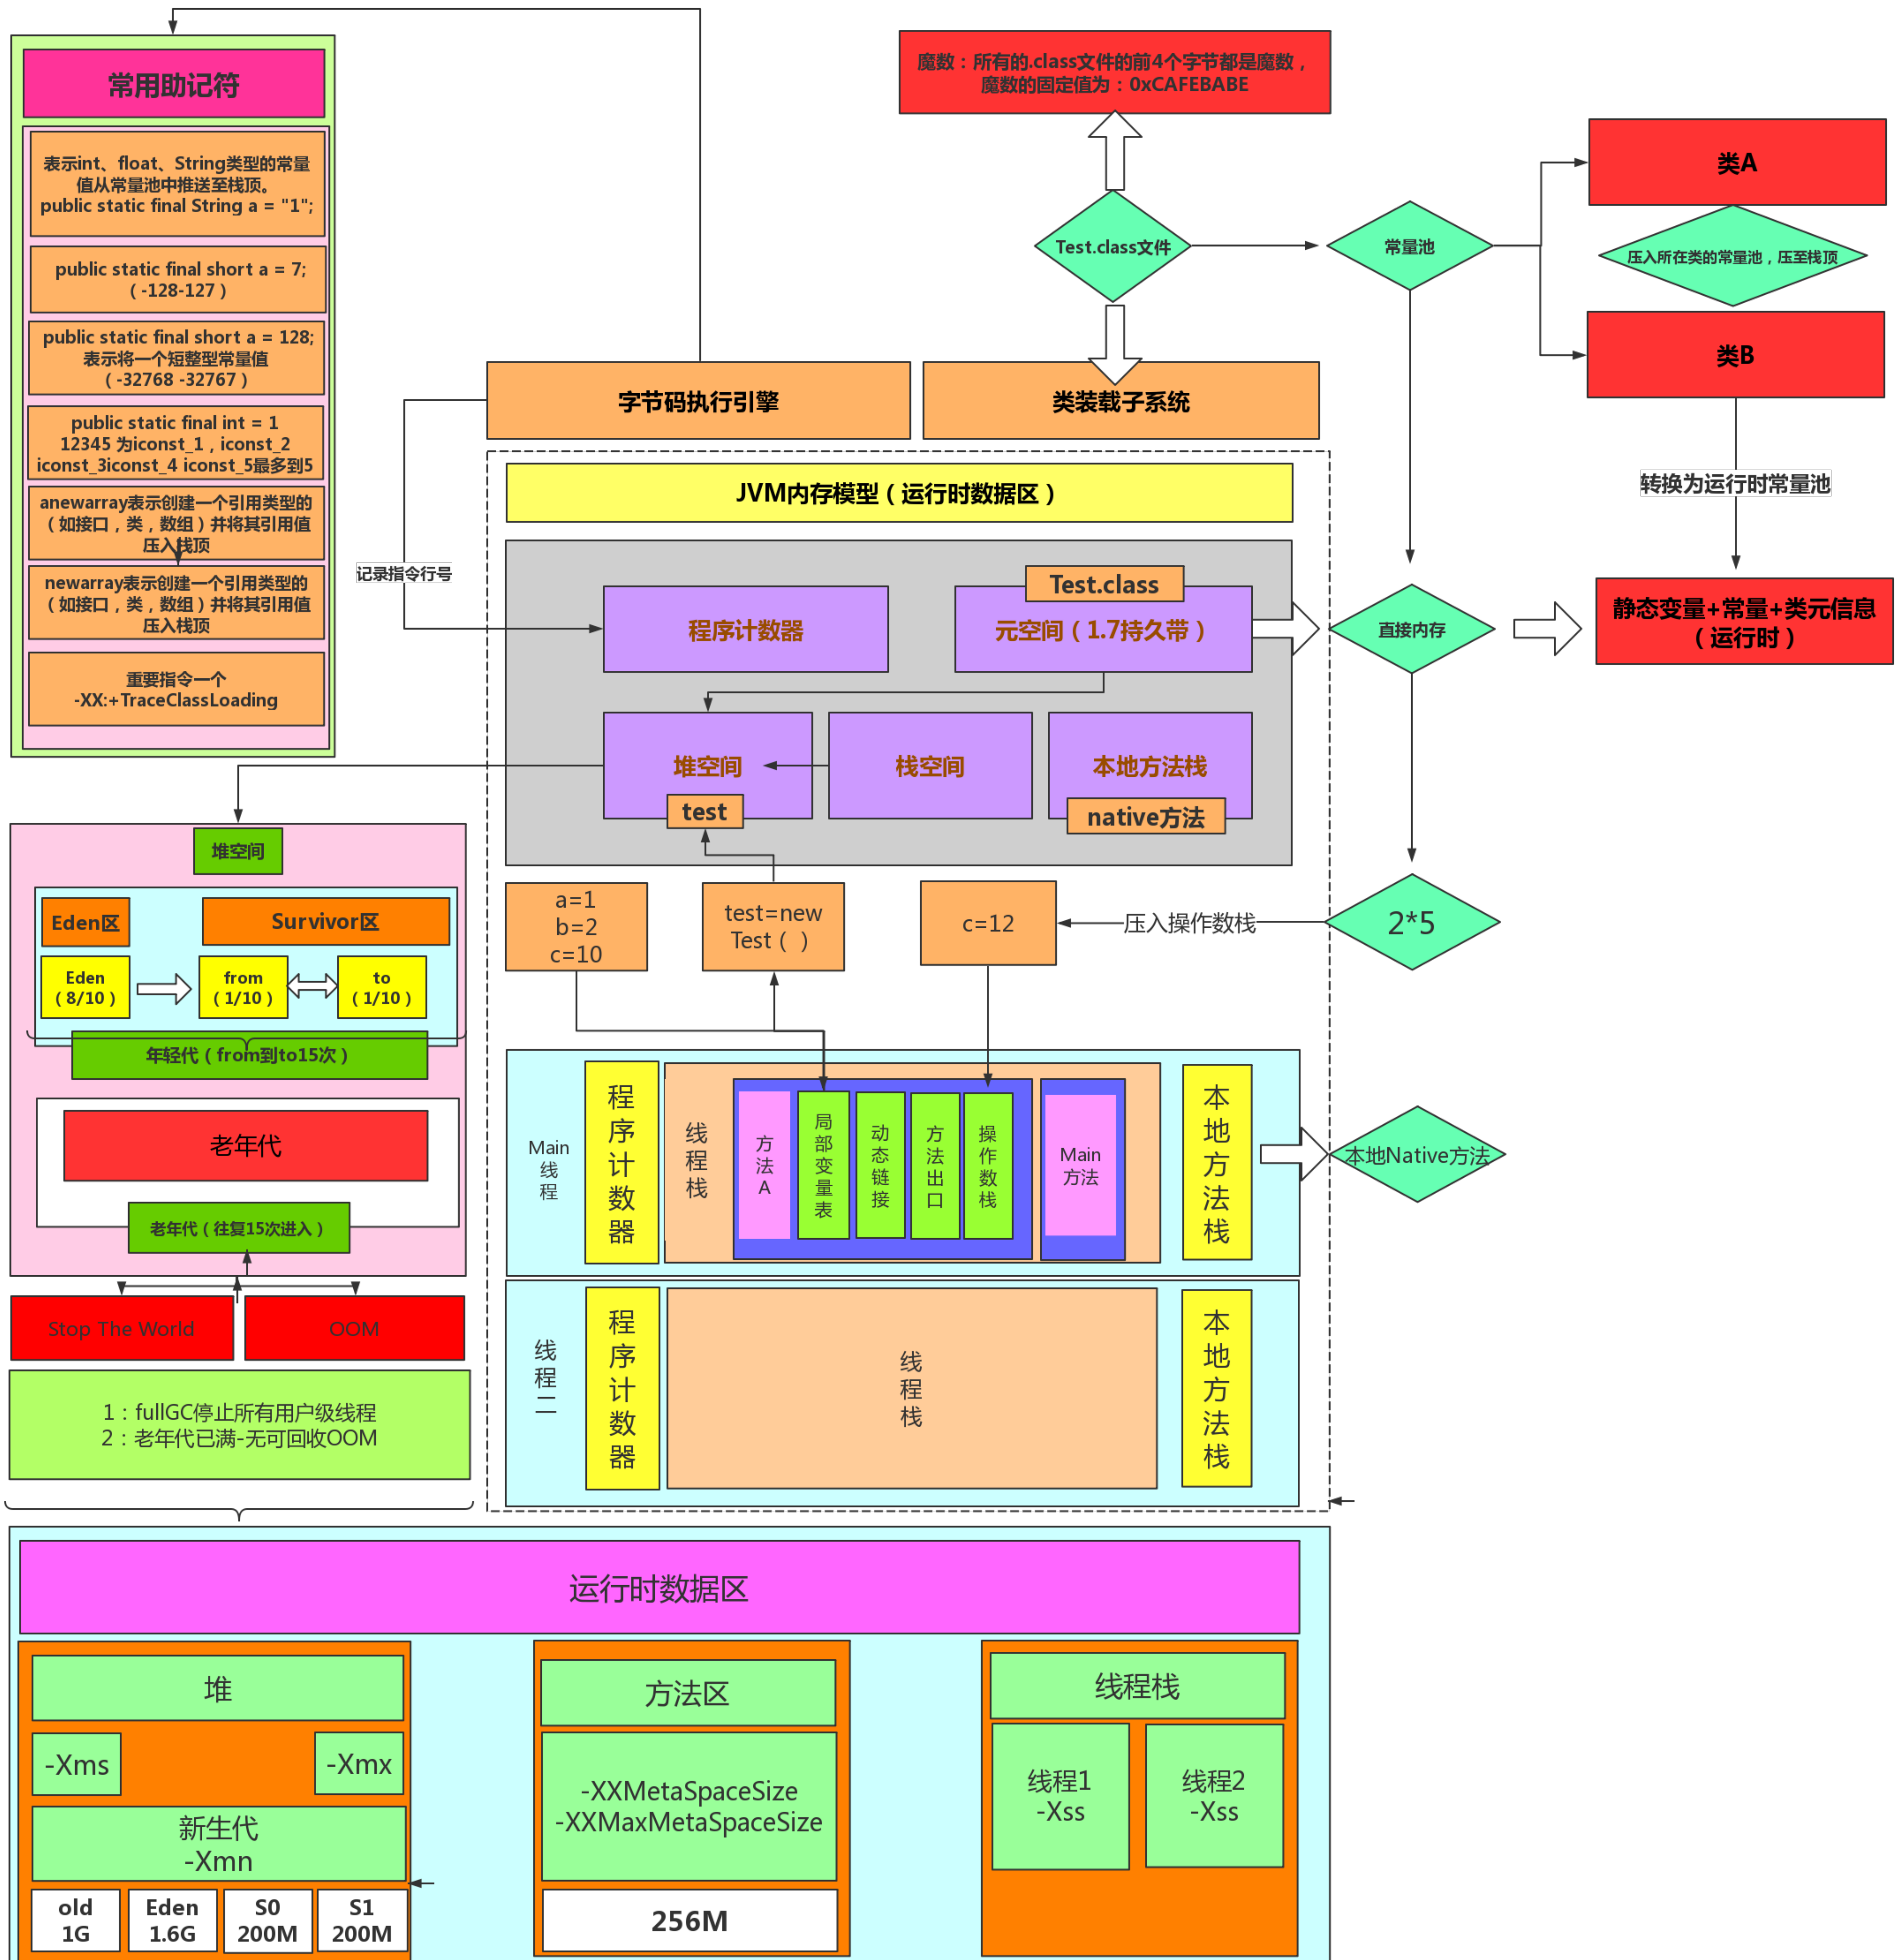 常用助记符
表示int、float、String类型的常量
值从常量池中推送至栈顶。
public static final String a = "1";
public static final short a = 7;
（-128-127）
public static final short a = 128;
表示将一个短整型常量值
（-32768 -32767）
public static final int = 1
12345 为iconst_1，iconst_2
iconst_3iconst_4 iconst_5最多到5
anewarray表示创建一个引用类型的
（如接口，类，数组）并将其引用值
压入栈顶
newarray表示创建一个引用类型的
（如接口，类，数组）并将其引用值
压入栈顶
重要指令一个
-XX:+TraceClassLoading
魔数：所有的.class文件的前4个字节都是魔数，
魔数的固定值为：0xCAFEBABE
Test.class文件
常量池
类A
压入所在类的常量池，压至栈顶
类B
转换为运行时常量池
字节码执行引擎
类装载子系统
记录指令行号
JVM内存模型（运行时数据区）
程序计数器
Test.class
元空间（1.7持久带）
直接内存
静态变量+常量+类元信息
（运行时）
堆空间
test
栈空间
本地方法栈
native方法
a=1
b=2
c=10
test=new
Test（ ）
c=12
压入操作数栈
2*5
堆空间
Eden区
Survivor区
Eden
（8/10）
from
（1/10）
to
（1/10）
年轻代（from到to15次）
老年代
老年代（往复15次进入）
Stop The World
OOM
1：fullGC停止所有用户级线程
2：老年代已满-无可回收OOM
Main
线
程
程序计数器
线程栈
方法A
局部变量表
动态链接
方法出口
操作数栈
Main
方法
本地方法栈
本地Native方法
线程二
程序计数器
线程栈
本地方法栈
运行时数据区
堆
-Xms
-Xmx
新生代
-Xmn
old
1G
Eden
1.6G
S0
200M
S1
200M
方法区
-XXMetaSpaceSize
-XXMaxMetaSpaceSize
256M
线程栈
线程1
-Xss
线程2
-Xss